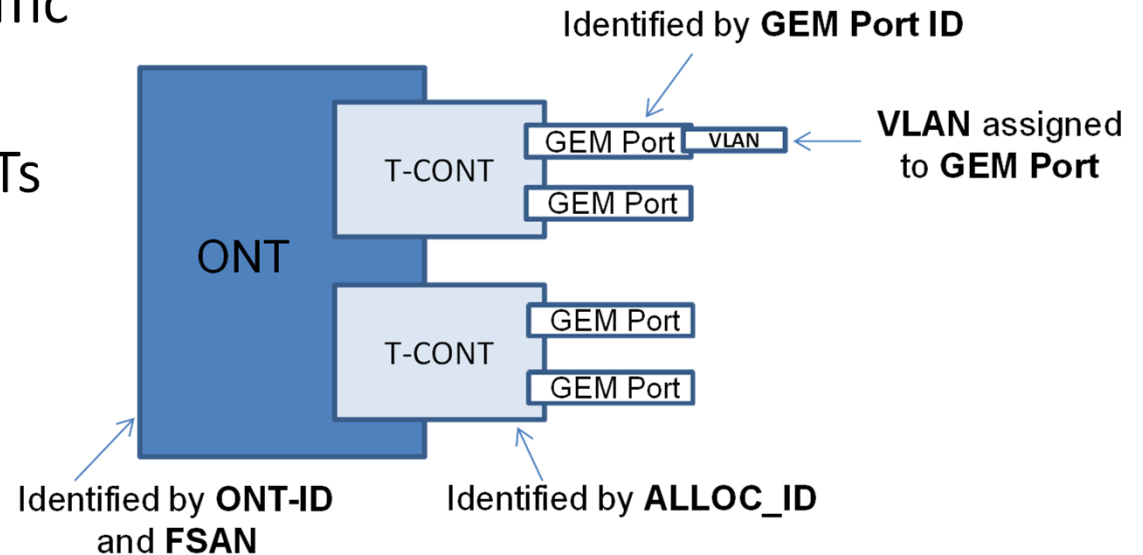 Identified by GEM Port ID
GEM Port
VLAN
VLAN assigned
to GEM Port
T-CONT
Ts
GEM Port
ONT
GEM Port
T-CONT
GEM Port
Identified by ONT-ID
and FSAN
Identified by ALLOC_ID